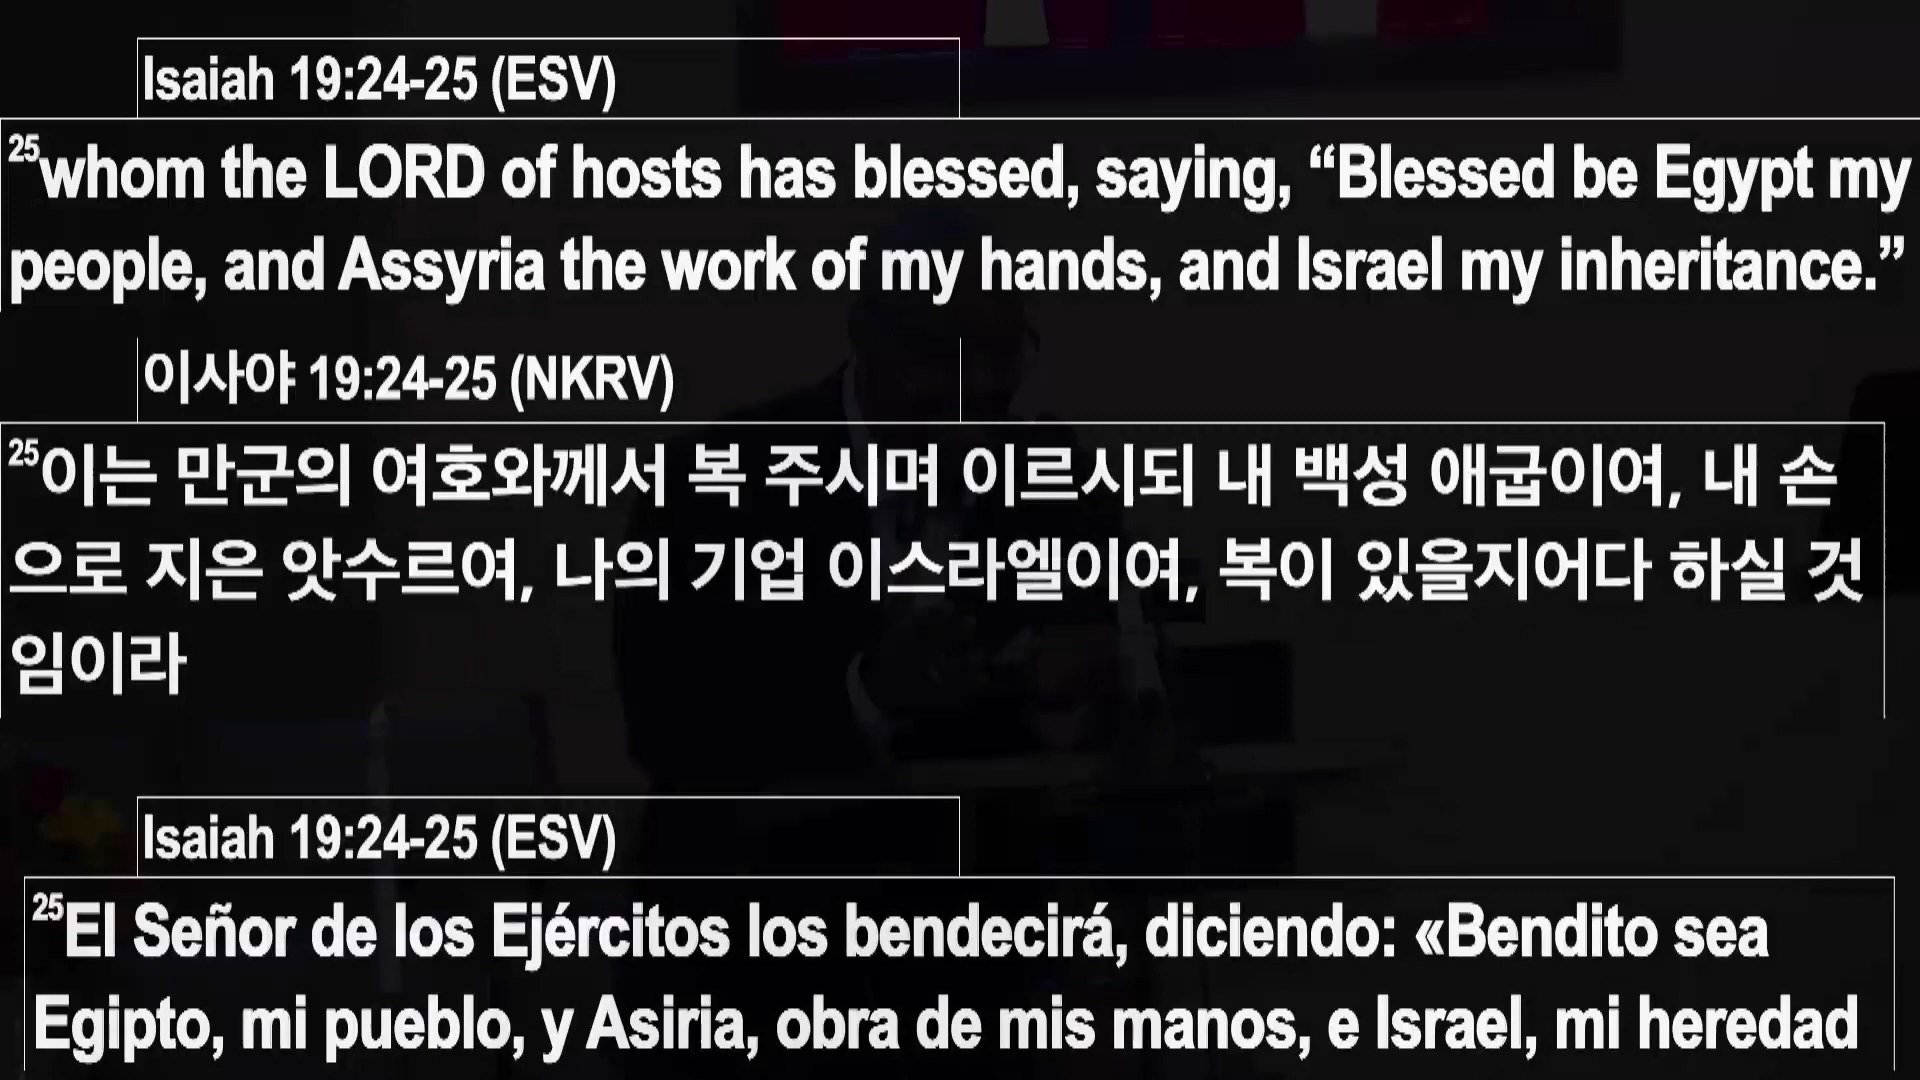 Isaiah 19:24-25 (ESV)
25whom the LORD of hosts has blessed, saying, “Blessed be Egypt my
people, and Assyria the work of my hands, and Israel my inheritance.”
이사야 19:24-25 (NKRV)
25이는 만군의 여호와께서 복 주시며 이르시되 내 백성 애굽이여, 내 손
으로 지은 앗수르여, 나의 기업 이스라엘이여, 복이 있을지어다 하실 것
임이라
Isaiah 19:24-25 (ESV)
25El Señor de los Ejércitos los bendecirá, diciendo: «Bendito sea
Egipto, mi pueblo, y Asiria, obra de mis manos, e Israel, mi heredad